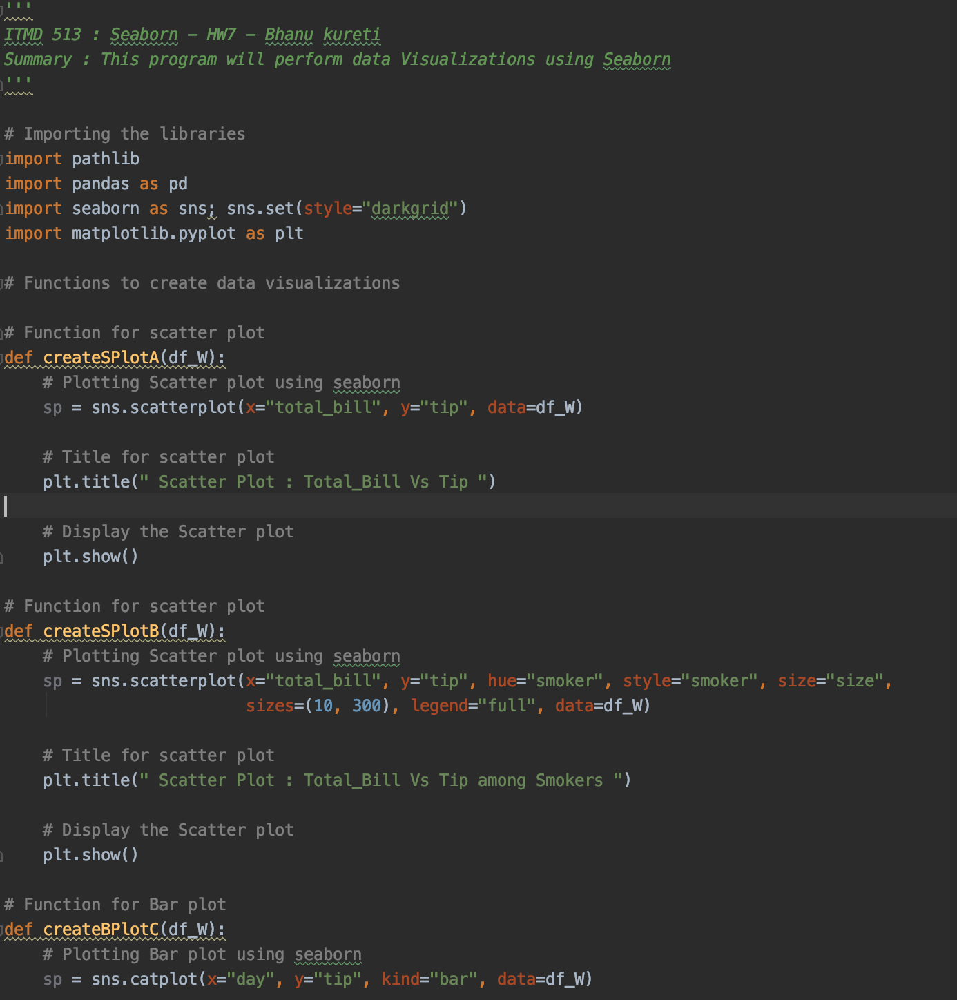 '''
ITMD 513 : Seaborn - HW7 - Bhanu kureti
Summary : This program will perform data Visualizations using Seaborn
'''
# Importing the libraries
import pathlib
import pandas as pd
import seaborn as sns; sns.set(style="darkgrid")
import matplotlib.pyplot as plt
# Functions to create data visualizations
# Function for scatter plot
def createSPlotA(df_W):
    # Plotting Scatter plot using seaborn
    sp = sns.scatterplot(x="total_bill", y="tip", data=df_W)
    # Title for scatter plot
    plt.title(" Scatter Plot : Total_Bill Vs Tip ")
    # Display the Scatter plot
    plt.show()
# Function for scatter plot
def createSPlotB(df_W):
    # Plotting Scatter plot using seaborn
    sp = sns.scatterplot(x="total_bill", y="tip", hue="smoker", style="smoker", size="size",
                         sizes=(10, 300), legend="full", data=df_W)
    # Title for scatter plot
    plt.title(" Scatter Plot : Total_Bill Vs Tip among Smokers ")
    # Display the Scatter plot
    plt.show()
# Function for Bar plot
def createBPlotC(df_W):
    # Plotting Bar plot using seaborn
    sp = sns.catplot(x="day", y="tip", kind="bar", data=df_W)